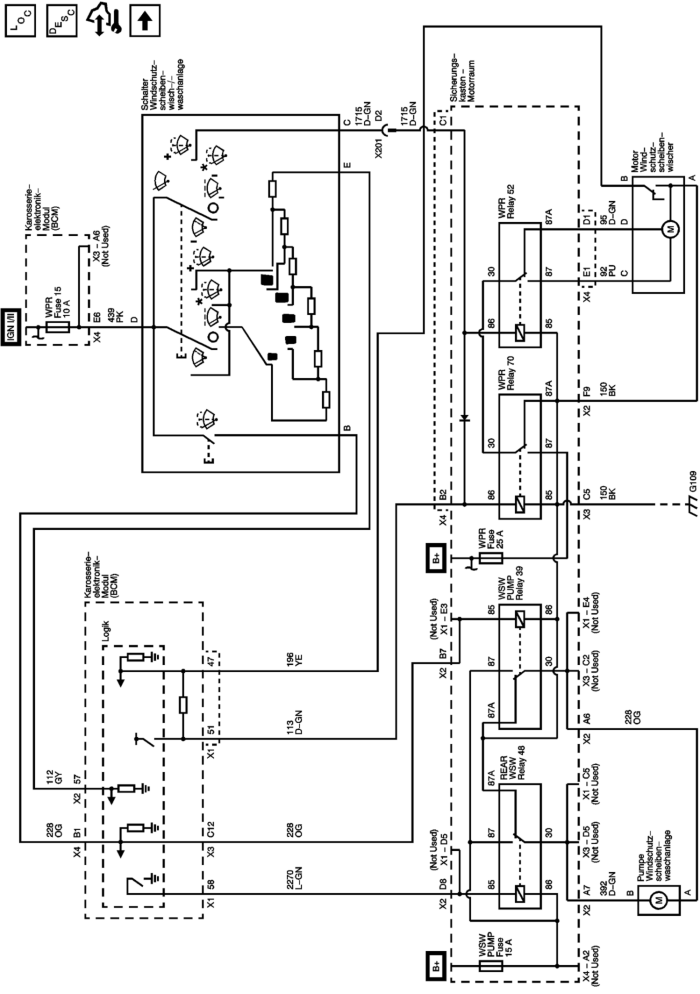 LOC
DESC
IGN I/II
Karosserie–
elektronik–
Modul
(BCM)
WPR
Fuse 15
10 A
X3 – A6
(Not Used)
X4
E6
439
PK
D
Schalter
Windschutz–
scheiben–
wisch–/–
waschanlage
B
E
C
1715
D–GN
D2
X201
1715
D–GN
C1
Sicherungs–
kasten –
Motorraum
Karosserie–
elektronik–
Modul
(BCM)
Logik
112
GY
X2
57
228
OG
X4
B1
X1
47
51
196
YE
113
D–GN
X3
C12
228
OG
X1
58
2270
L–GN
X4
B2
B+
WPR
Fuse
25 A
WPR
Relay 52
30
87A
87
86
85
WPR
Relay 70
30
87A
87
86
85
WSW
PUMP
Relay 39
85
86
87
87A
30
REAR
WSW
Relay 48
87A
87
30
85
86
(Not Used)
X1 – E3
X2
B7
(Not Used)
X1 – D5
X2
D8
B+
WSW
PUMP
Fuse
15 A
D1
95
D–GN
D
X4
E1
92
PU
C
Motor
Wind–
schutz–
scheiben–
wischer
B
A
M
X2
F9
150
BK
X3
C5
150
BK
G109
X1 – E4
(Not Used)
X3 – C2
(Not Used)
X2
A6
228
OG
X1 – C5
(Not Used)
X3 – D5
(Not Used)
X2
A7
392
D–GN
X4 – A2
(Not Used)
Pumpe
Windschutz–
scheiben–
waschanlage
B
M
A